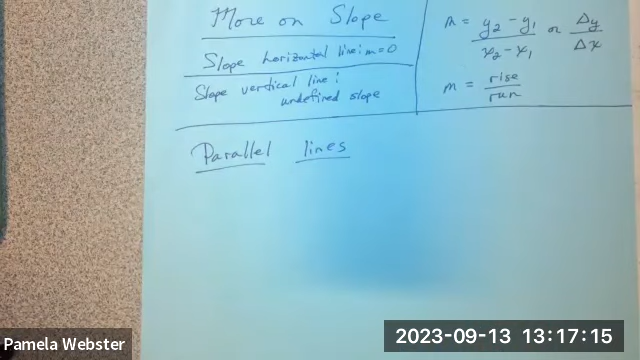 More on Slope
Slope horizontal line: m=0
Slope vertical line:
undefined slope
m = y₂ - y₁ / x₂ - x₁ or Δy / Δx
m = rise / run
Parallel lines
Pamela Webster
2023-09-13 13:17:15